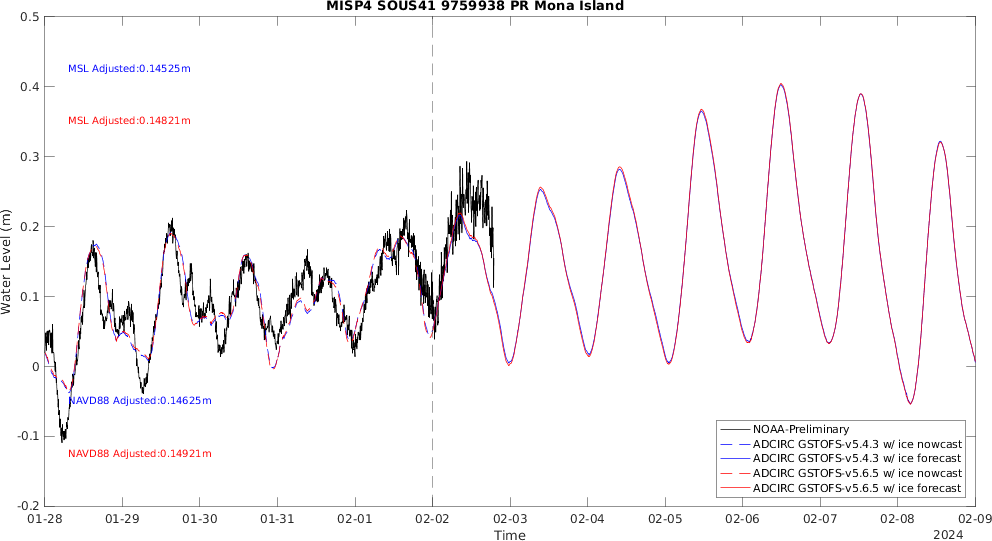 MISP4 SOUS41 9759938 PR Mona Island
0.5
MSL Adjusted:0.14525m
0.4
MSL Adjusted:0.14821m
0.3
0.2
Water Level (m)
0.1
0
NAVD88 Adjusted:0.14625m
-0.1
NAVD88 Adjusted:0.14921m
-0.2
NOAA-Preliminary
ADCIRC GSTOFS-v5.4.3 w/ ice nowcast
ADCIRC GSTOFS-v5.4.3 w/ ice forecast
ADCIRC GSTOFS-v5.6.5 w/ ice nowcast
ADCIRC GSTOFS-v5.6.5 w/ ice forecast
01-28 01-29 01-30 01-31 02-01 02-02 02-03 02-04 02-05 02-06 02-07 02-08 02-09
Time
2024